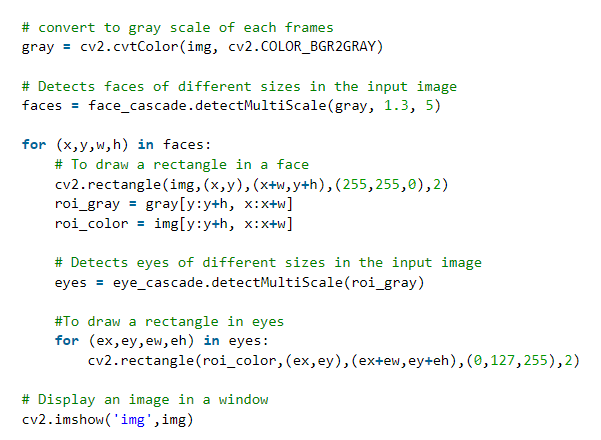 # convert to gray scale of each frames
gray = cv2.cvtColor(img, cv2.COLOR_BGR2GRAY)

# Detects faces of different sizes in the input image
faces = face_cascade.detectMultiScale(gray, 1.3, 5)

for (x,y,w,h) in faces:
    # To draw a rectangle in a face
    cv2.rectangle(img,(x,y),(x+w,y+h),(255,255,0),2)
    roi_gray = gray[y:y+h, x:x+w]
    roi_color = img[y:y+h, x:x+w]

    # Detects eyes of different sizes in the input image
    eyes = eye_cascade.detectMultiScale(roi_gray)

    #To draw a rectangle in eyes
    for (ex,ey,ew,eh) in eyes:
        cv2.rectangle(roi_color,(ex,ey),(ex+ew,ey+eh),(0,127,255),2)

# Display an image in a window
cv2.imshow('img',img)